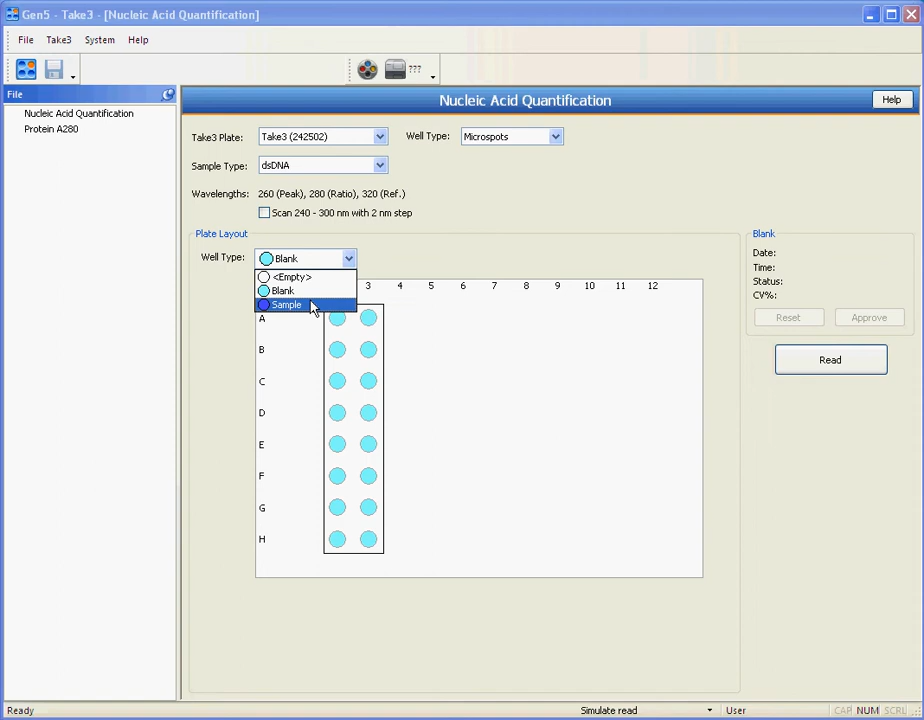 Gen5 - Take3 - [Nucleic Acid Quantification]
File Take3 System Help
???
File
Nucleic Acid Quantification
Protein A280
Nucleic Acid Quantification
Help
Take3 Plate: Take3 (242502) Well Type: Microspots
Sample Type: dsDNA
Wavelengths: 260 (Peak), 280 (Ratio), 320 (Ref.)
Scan 240 - 300 nm with 2 nm step
Plate Layout
Well Type: Blank
<Empty>
Blank
Sample
3 4 5 6 7 8 9 10 11 12
A
B
C
D
E
F
G
H
Blank
Date:
Time:
Status:
CV%:
Reset Approve
Read
Ready Simulate read User CAP NUM SCRL